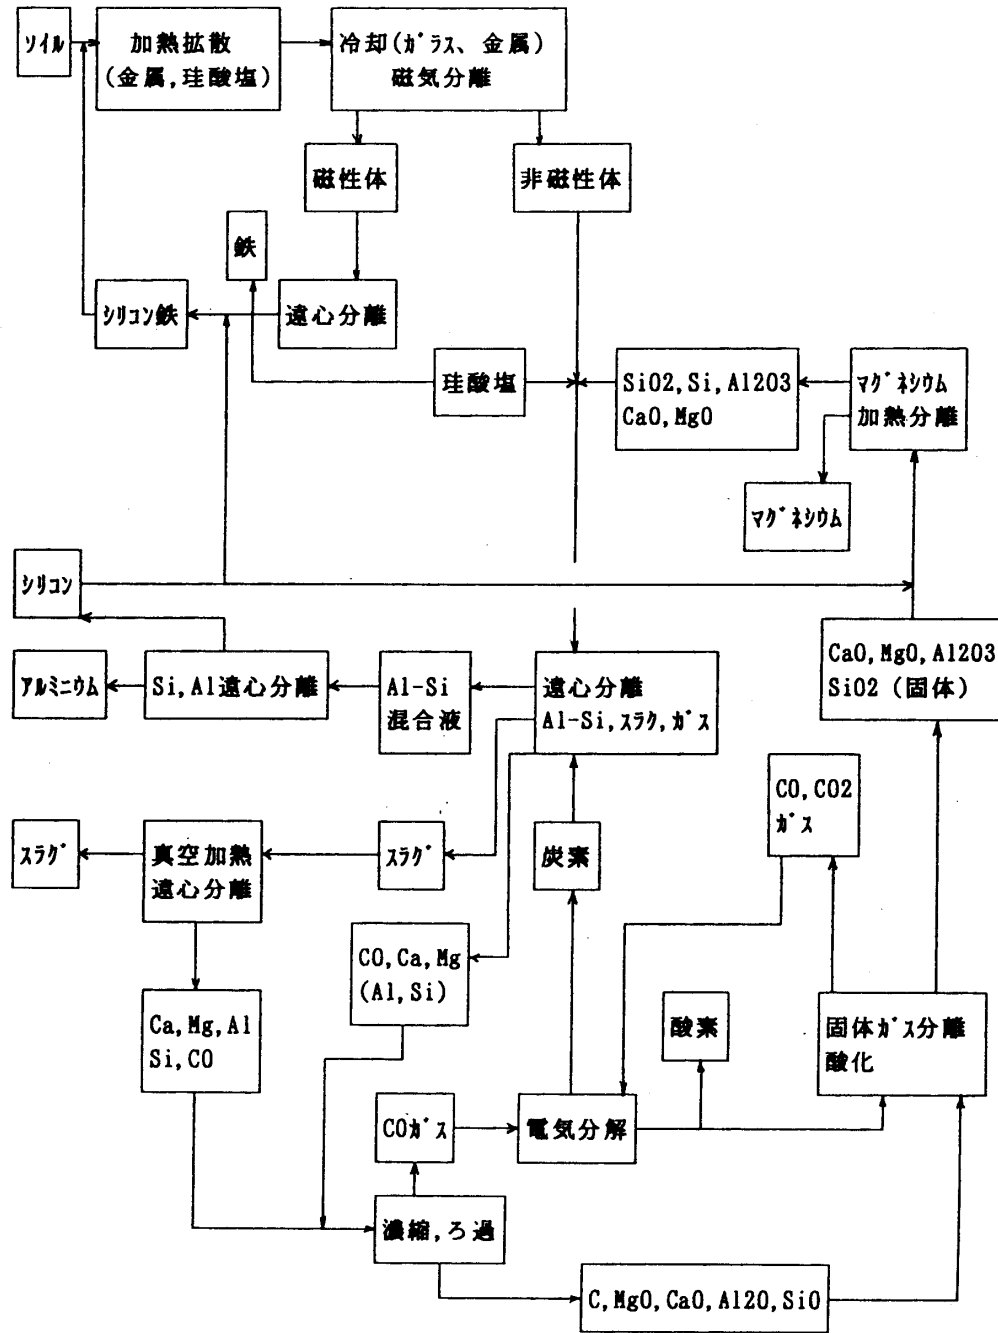 ソイル
加熱拡散
(金属,珪酸塩)
冷却(ガラス、金属)
磁気分離
磁性体
非磁性体
鉄
シリコン鉄
遠心分離
珪酸塩
SiO2,Si,Al2O3
CaO,MgO
マグネシウム
加熱分離
マグネシウム
シリコン
CaO,MgO,Al2O3
SiO2(固体)
アルミニウム
Si,Al遠心分離
Al-Si
混合液
遠心分離
Al-Si,スラグ,ガス
CO,CO2
ガス
スラグ
真空加熱
遠心分離
スラグ
炭素
CO,Ca,Mg
(Al,Si)
Ca,Mg,Al
Si,CO
酸素
固体ガス分離
酸化
COガス
電気分解
濃縮,ろ過
C,MgO,CaO,Al2O,SiO